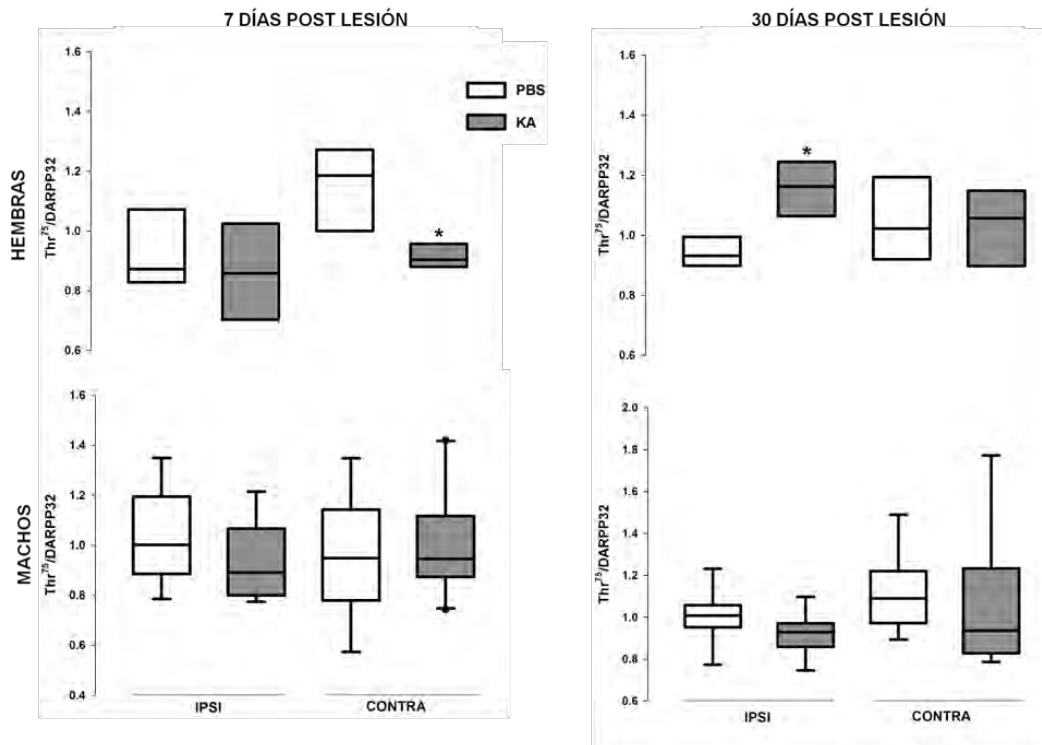 7 DÍAS POST LESIÓN
30 DÍAS POST LESIÓN
HEMBRAS
Thr75/DARPP32
1.6
1.4
1.2
1.0
0.8
0.6
PBS
KA
*
Thr75/DARPP32
1.6
1.4
1.2
1.0
0.8
0.6
*
MACHOS
Thr75/DARPP32
1.6
1.4
1.2
1.0
0.8
0.6
0.4
IPSI
CONTRA
Thr75/DARPP32
2.0
1.8
1.6
1.4
1.2
1.0
0.8
0.6
IPSI
CONTRA